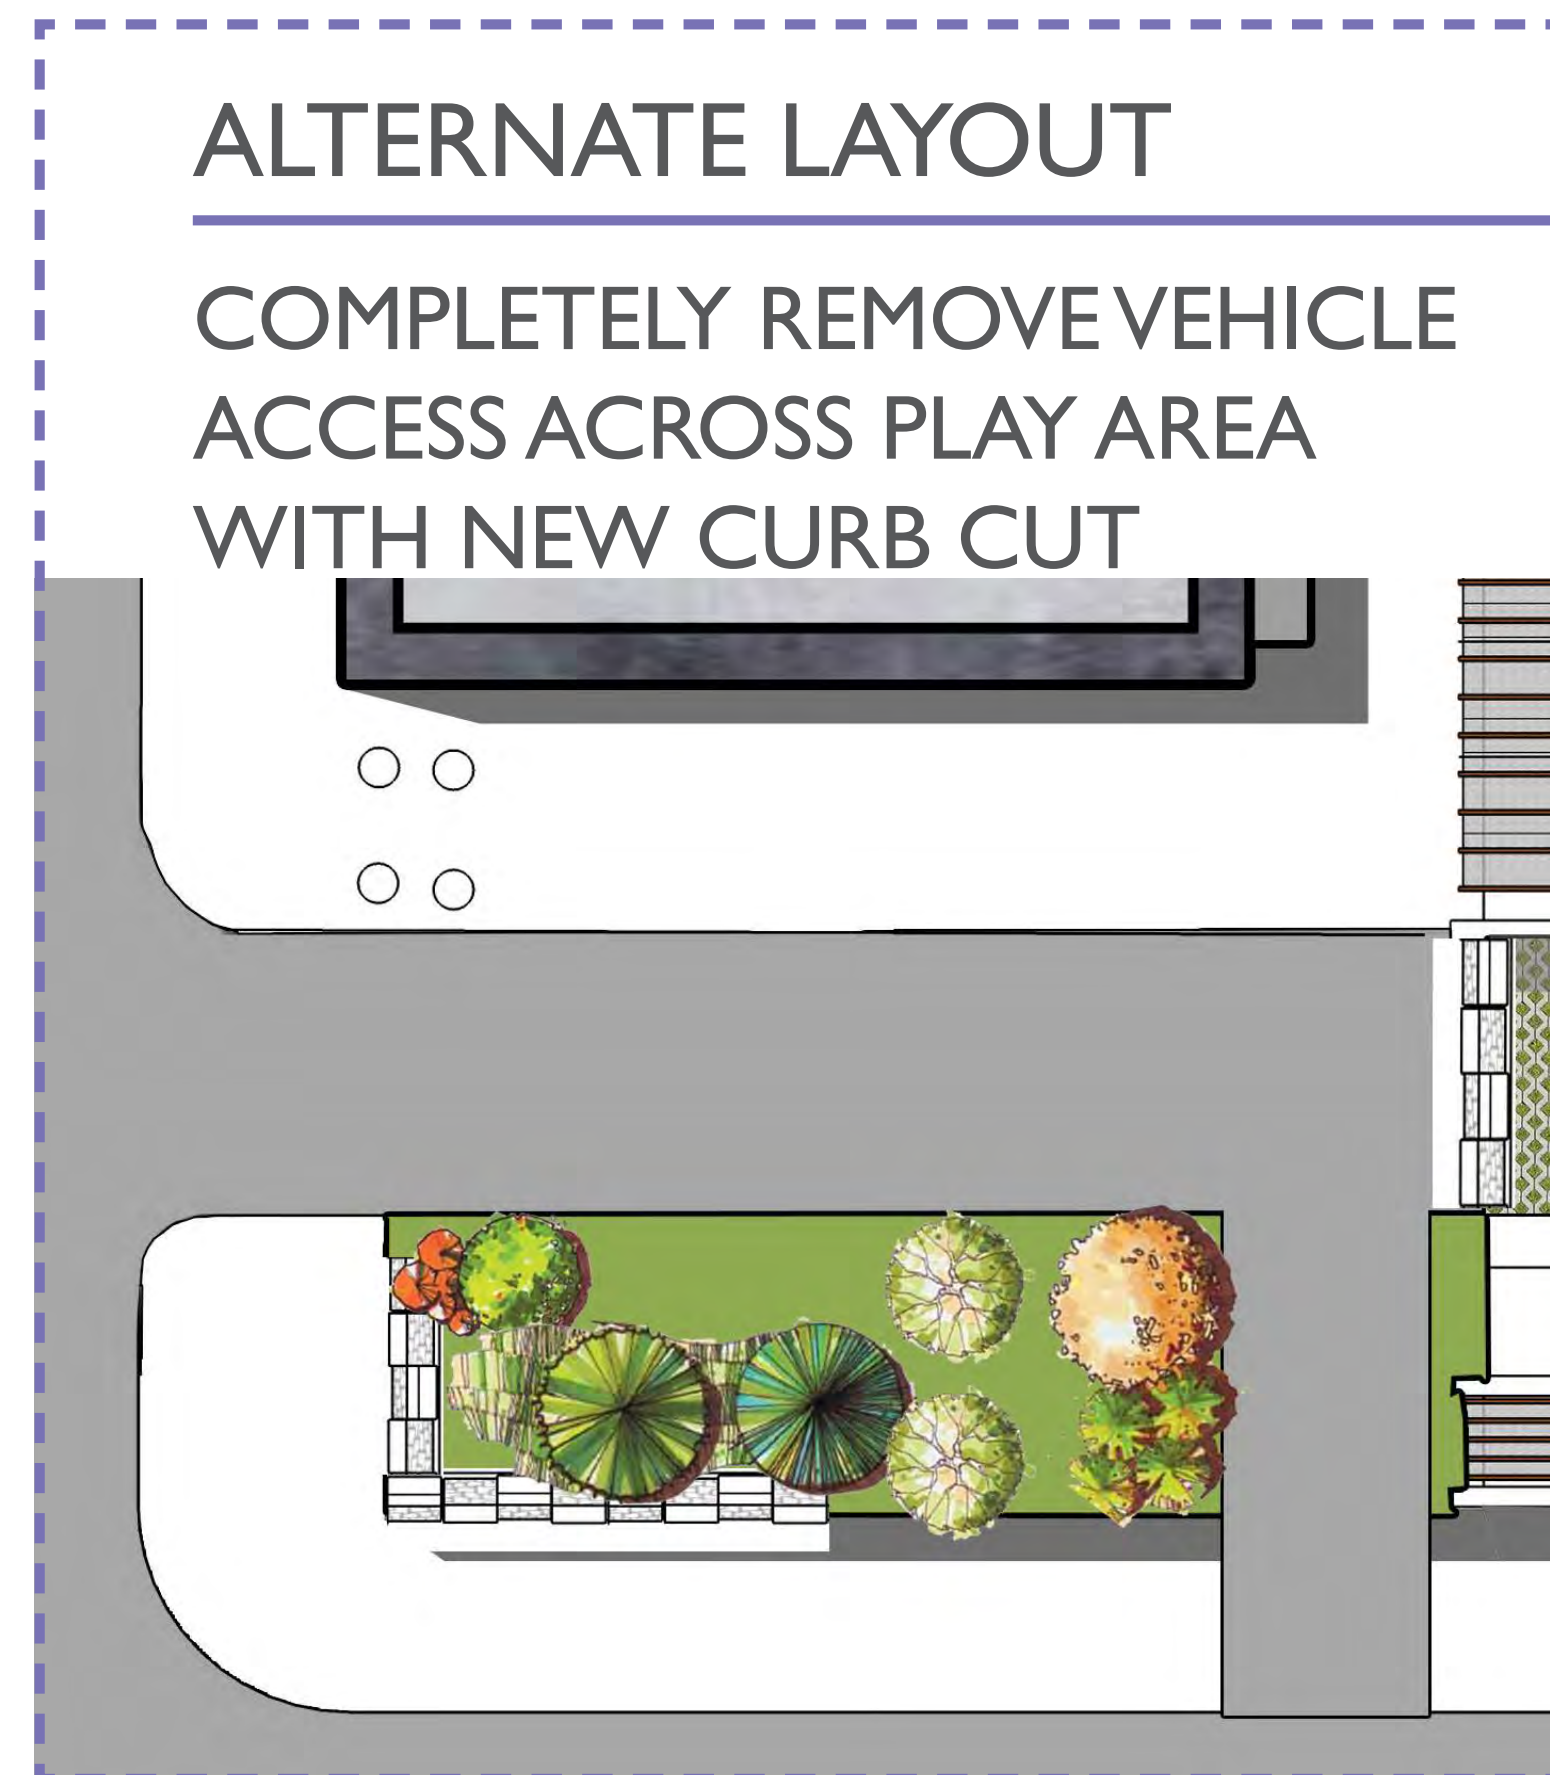 ALTERNATE LAYOUT
COMPLETELY REMOVE VEHICLE
ACCESS ACROSS PLAY AREA
WITH NEW CURB CUT